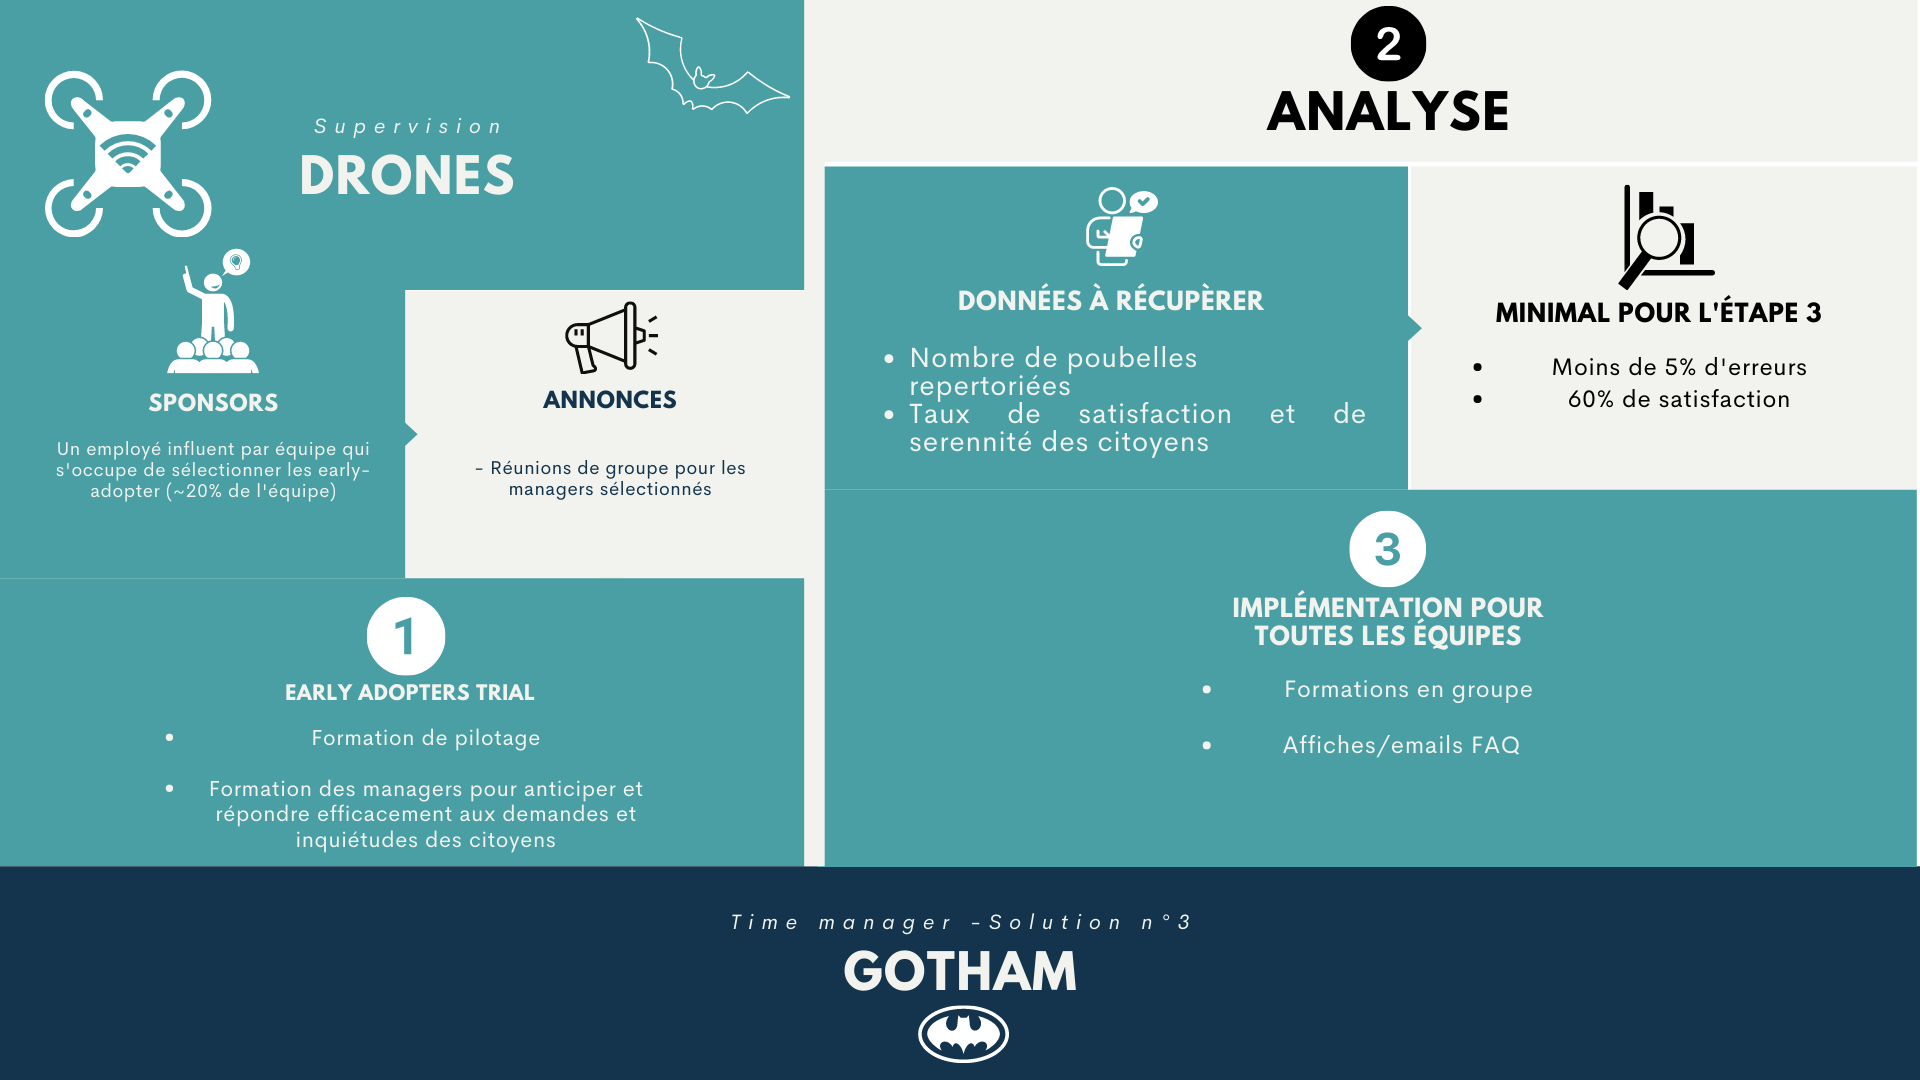 Supervision
DRONES
SPONSORS
Un employé influent par équipe qui
s'occupe de sélectionner les early-
adopter (~20% de l'équipe)
ANNONCES
- Réunions de groupe pour les
managers sélectionnés
1
EARLY ADOPTERS TRIAL
• Formation de pilotage
• Formation des managers pour anticiper et
répondre efficacement aux demandes et
inquiétudes des citoyens
2
ANALYSE
DONNÉES À RÉCUPÈRER
• Nombre de poubelles
repertoriées
• Taux de satisfaction et de
serennité des citoyens
MINIMAL POUR L'ÉTAPE 3
• Moins de 5% d'erreurs
• 60% de satisfaction
3
IMPLÉMENTATION POUR
TOUTES LES ÉQUIPES
• Formations en groupe
• Affiches/emails FAQ
Time manager -Solution n°3
GOTHAM